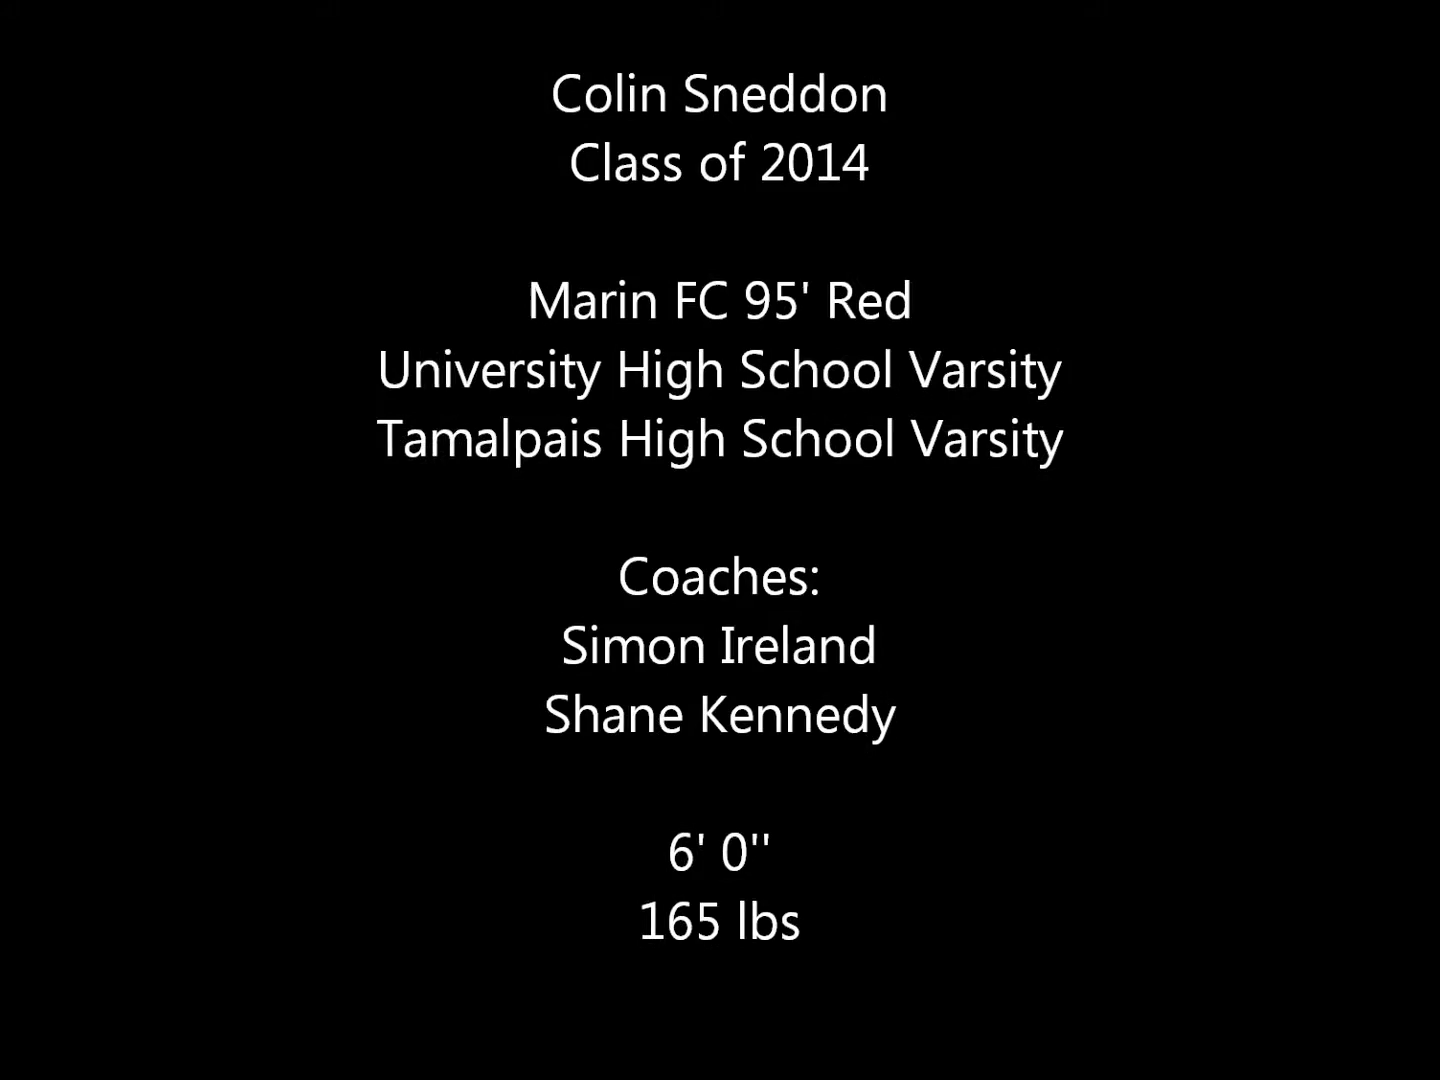 Colin Sneddon
Class of 2014
Marin FC 95' Red
University High School Varsity
Tamalpais High School Varsity
Coaches:
Simon Ireland
Shane Kennedy
6' 0''
165 lbs